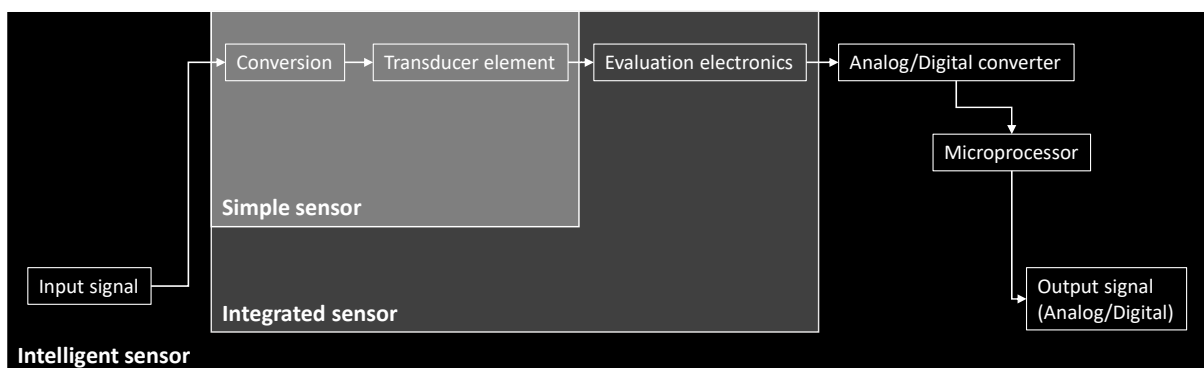 Conversion
Transducer element
Evaluation electronics
Analog/Digital converter
Microprocessor
Simple sensor
Input signal
Output signal
(Analog/Digital)
Integrated sensor
Intelligent sensor